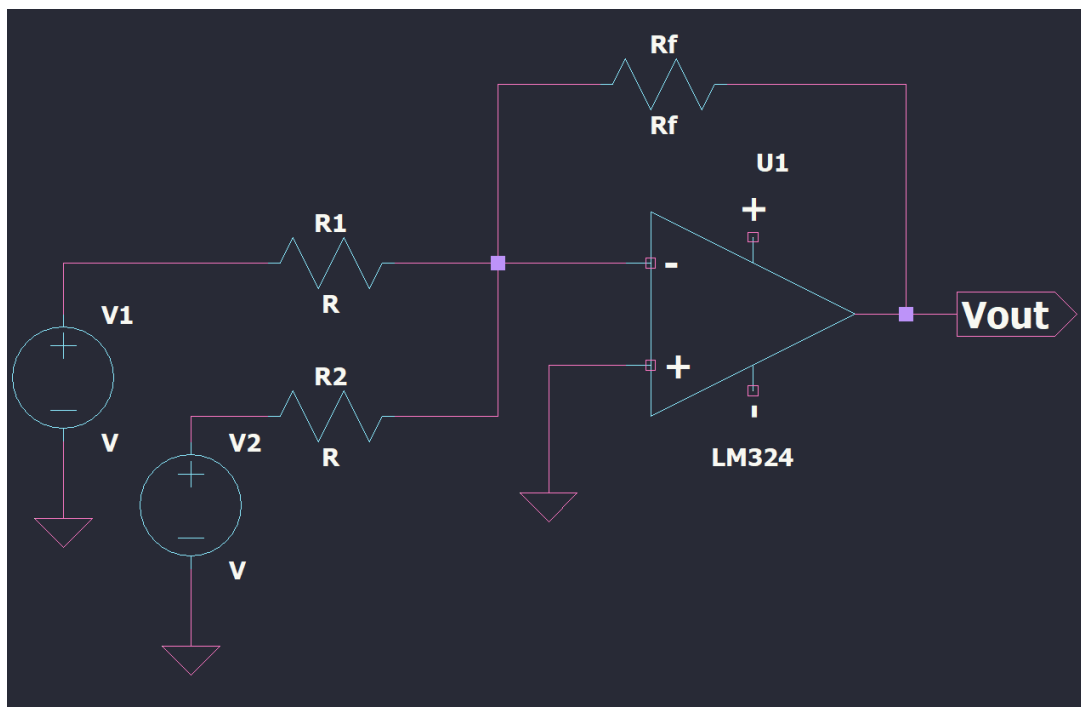 Rf
Rf
U1
+
R1
-
R
V1
Vout
+
R2
V
V2
R
-
LM324
V